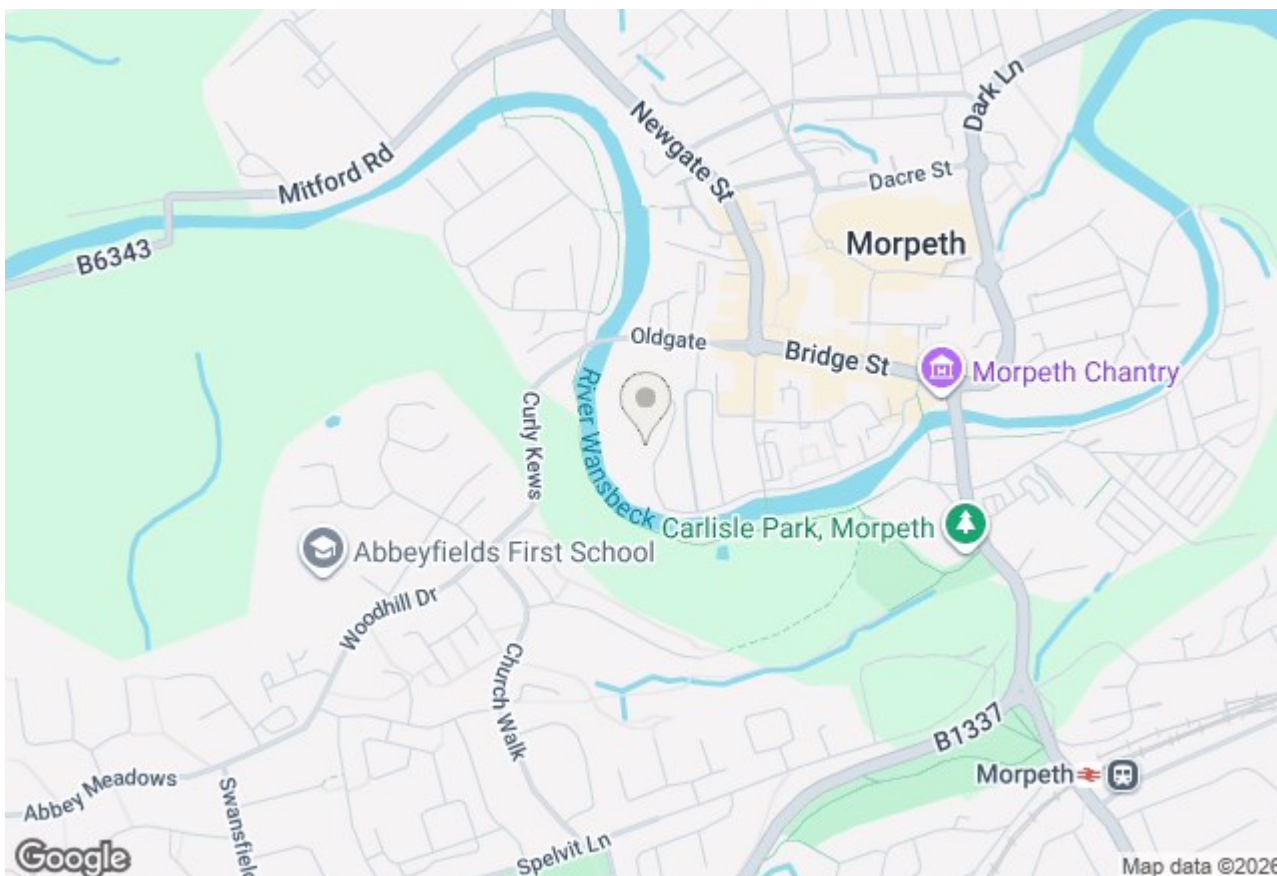 Dark Ln
Newgate St
Mitford Rd
Dacre St
B6343
Morpeth
Oldgate
Bridge St
Morpeth Chantry
Curly Kews
River Wansbeck
Carlisle Park, Morpeth
Abbeyfields First School
Woodhill Dr
Church Walk
B1337
Morpeth
Abbey Meadows
Swansfield
Spelvit Ln
Google
Map data ©2026